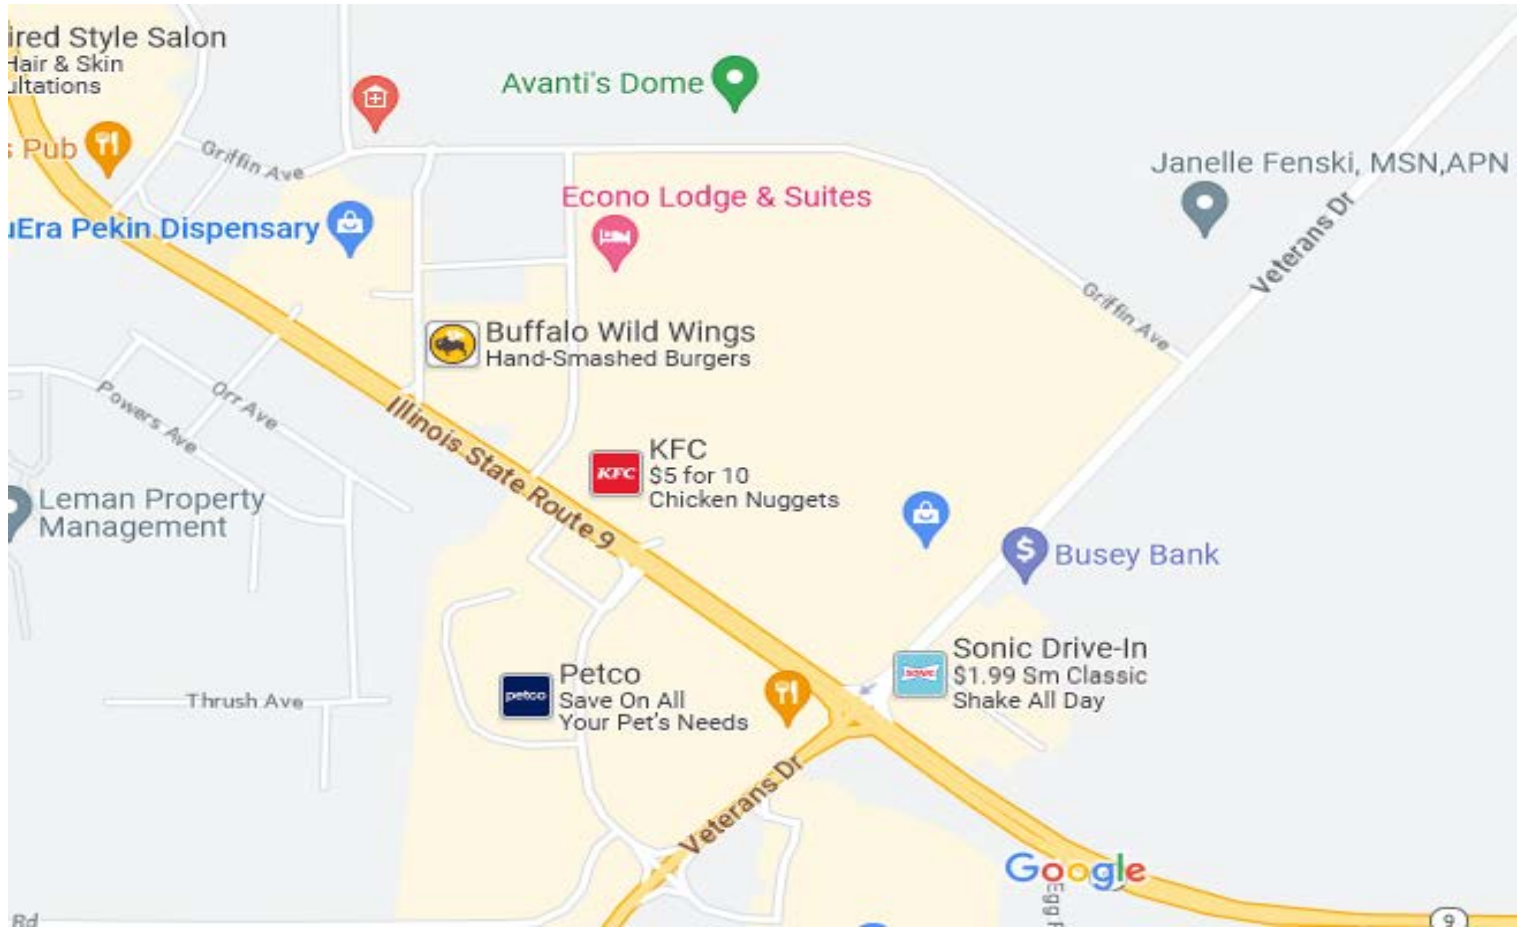 ired Style Salon
Hair & Skin
ultations
Avanti's Dome
s Pub
Griffin Ave
Janelle Fenski, MSN,APN
Econo Lodge & Suites
uEra Pekin Dispensary
Veterans Dr
Griffin Ave
Buffalo Wild Wings
Hand-Smashed Burgers
Orr Ave
Powers Ave
Illinois State Route 9
KFC
KFC
$5 for 10
Chicken Nuggets
Leman Property
Management
$
Busey Bank
Sonic Drive-In
SONIC
$1.99 Sm Classic
Shake All Day
Petco
petco
Save On All
Your Pet's Needs
Thrush Ave
Veterans Dr
Google
Egg
Rd
9